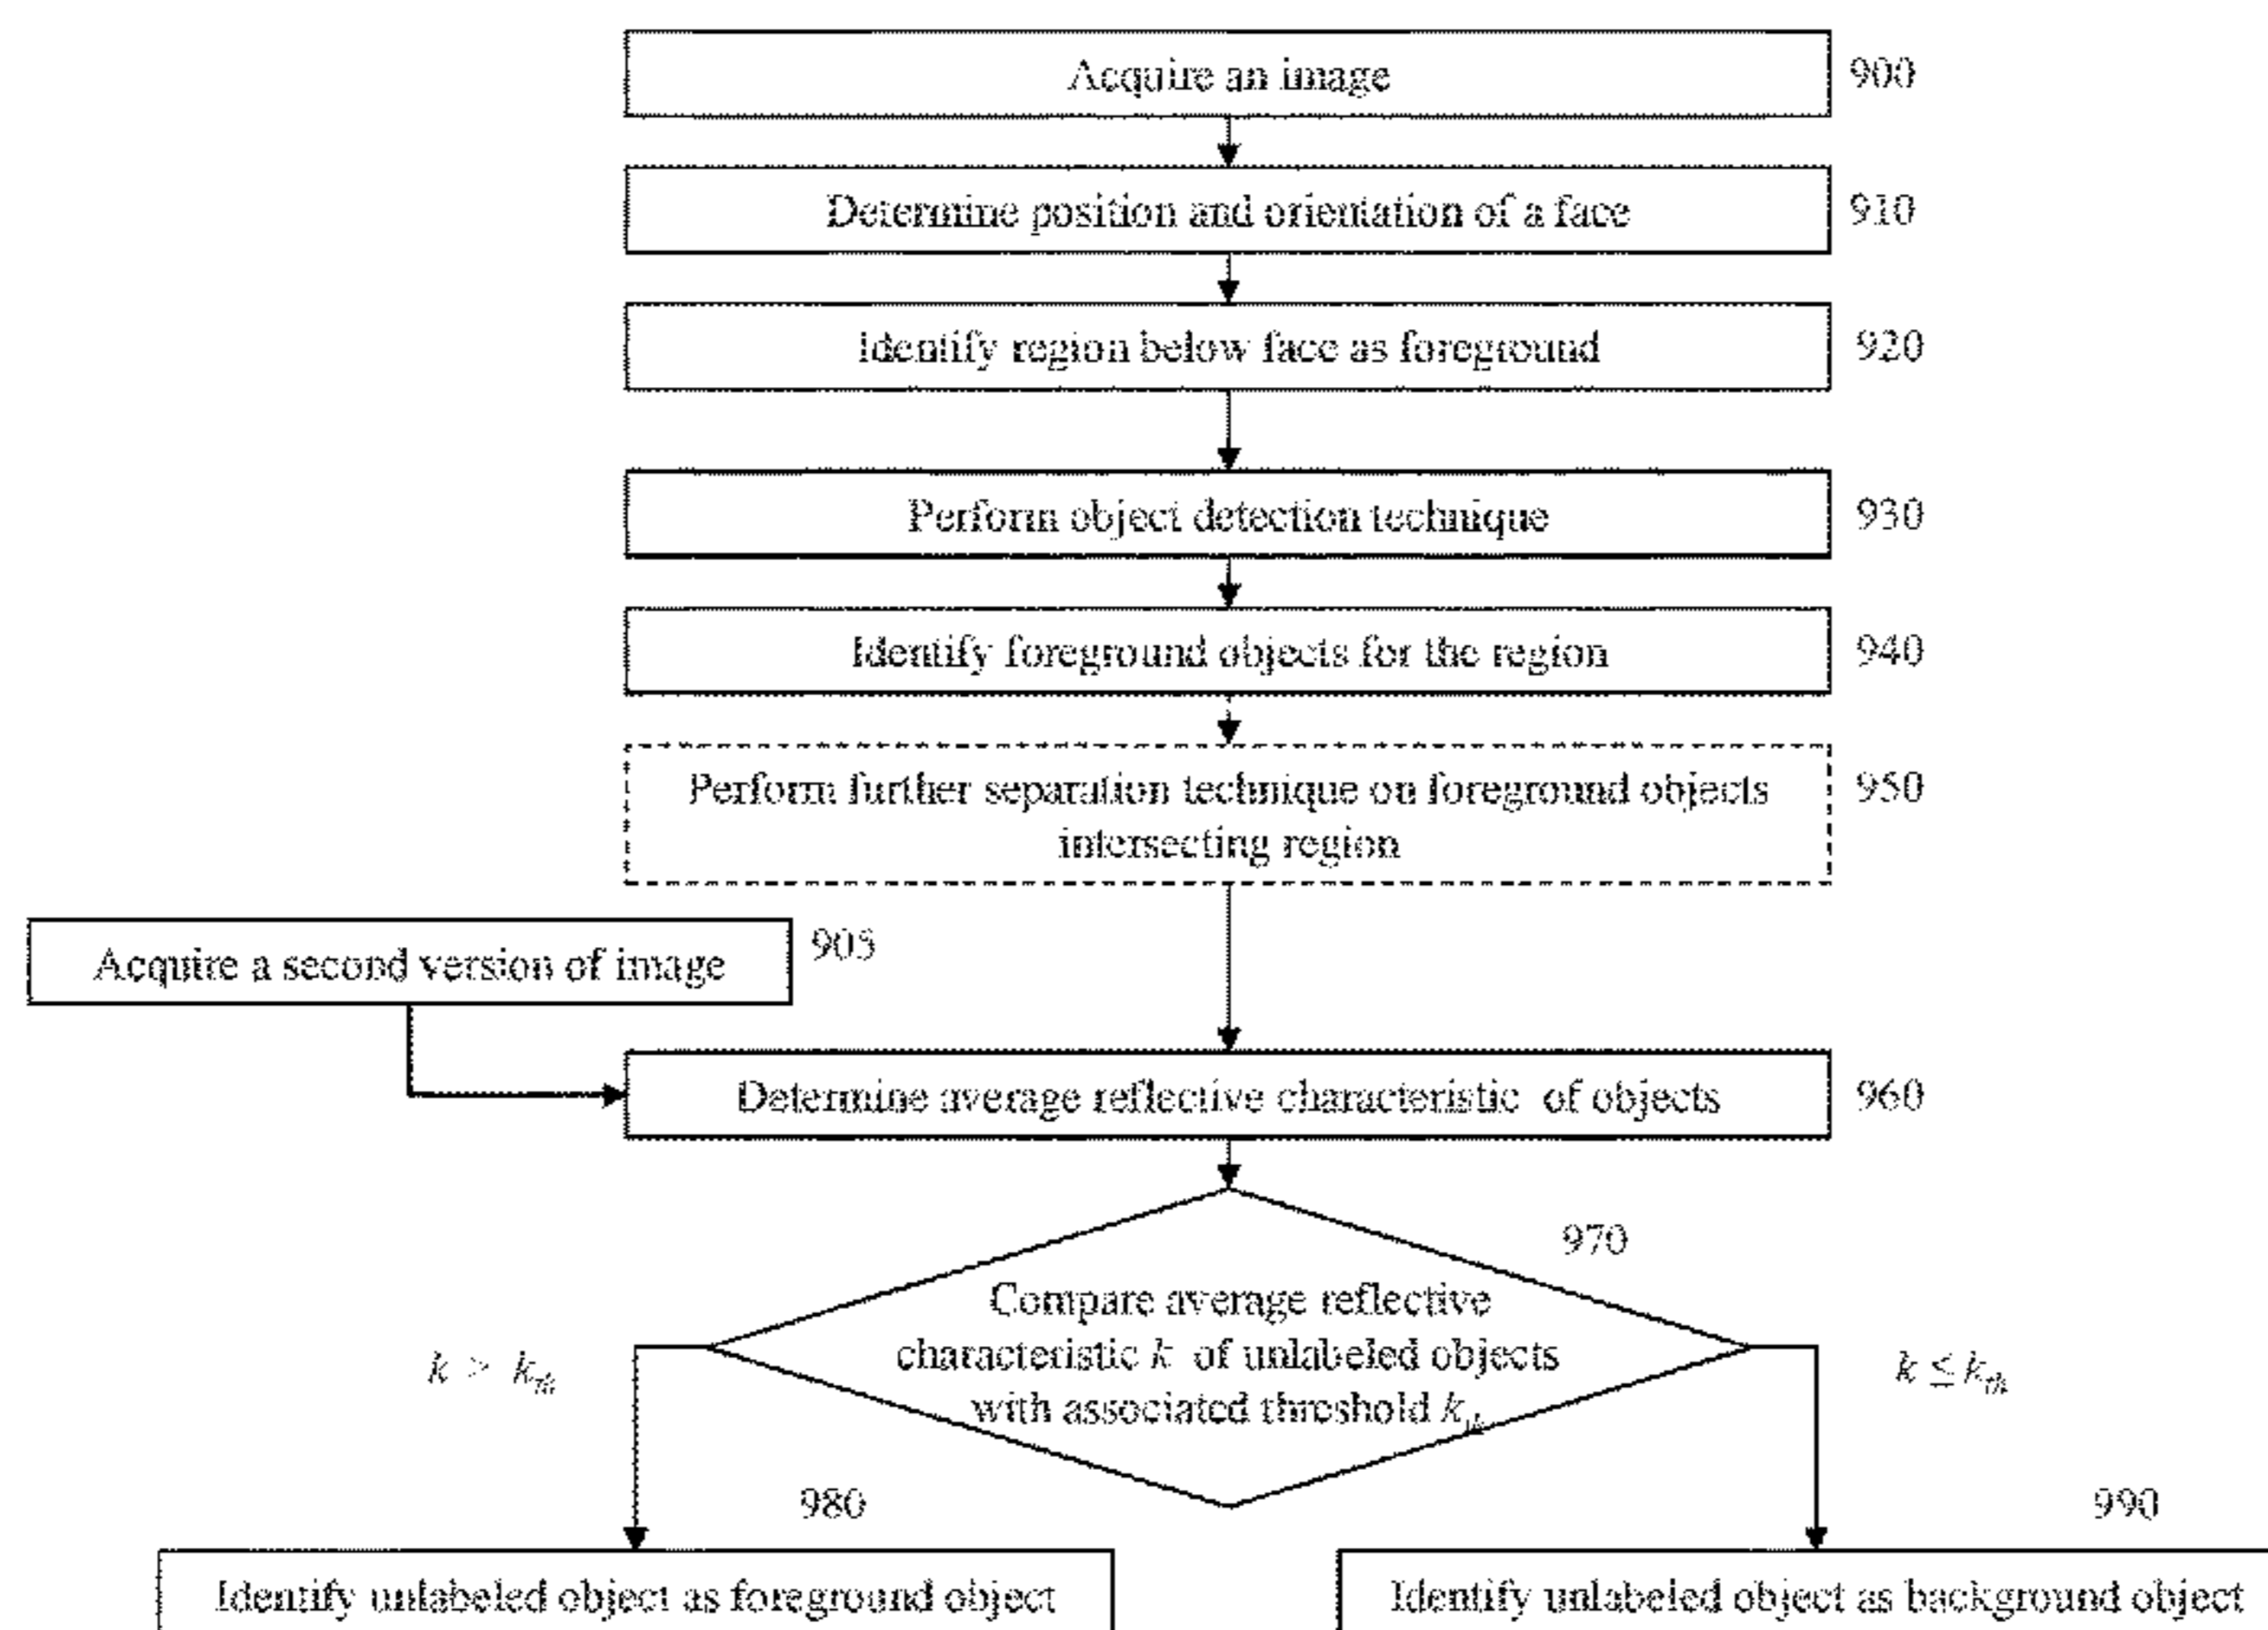 Acquire an image
900
Determine position and orientation of a face
910
Identify region below face as foreground
920
Perform object detection technique
930
Identify foreground objects for the region
940
Perform further separation technique on foreground objects
intersecting region
950
Acquire a second version of image
905
Determine average reflective characteristic of objects
960
970
Compare average reflective
characteristic k of unlabeled objects
with associated threshold kth
k > kth
k ≤ kth
980
990
Identify unlabeled object as foreground object
Identify unlabeled object as background object